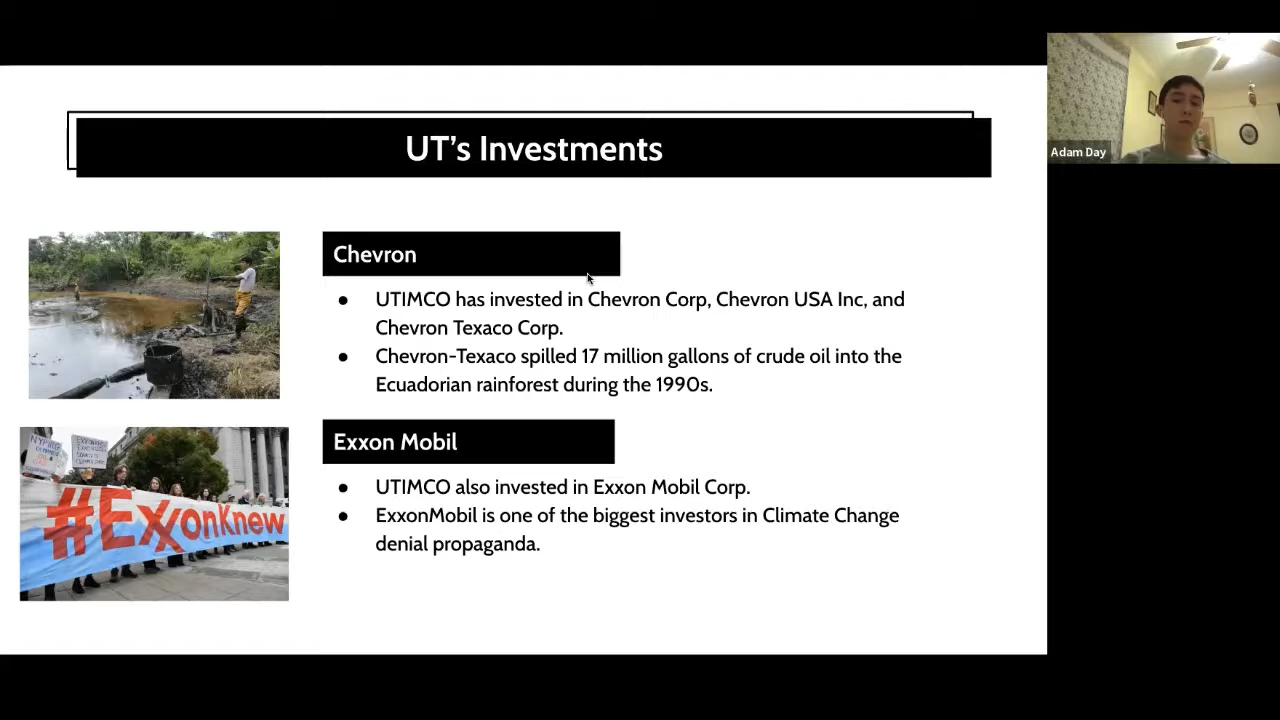 UT's Investments
Adam Day
Chevron
● UTIMCO has invested in Chevron Corp, Chevron USA Inc, and
Chevron Texaco Corp.
● Chevron-Texaco spilled 17 million gallons of crude oil into the
Ecuadorian rainforest during the 1990s.
Exxon Mobil
● UTIMCO also invested in Exxon Mobil Corp.
● ExxonMobil is one of the biggest investors in Climate Change
denial propaganda.
#ExxonKnew